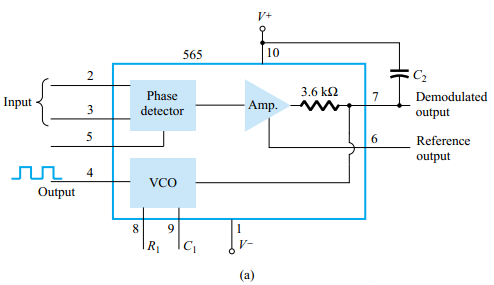 V+
565
10
2
Input
Phase
detector
Amp.
3.6 kΩ
7
C2
Demodulated
output
3
5
6
Reference
output
4
Output
VCO
8
R1
9
C1
1
V−
(a)